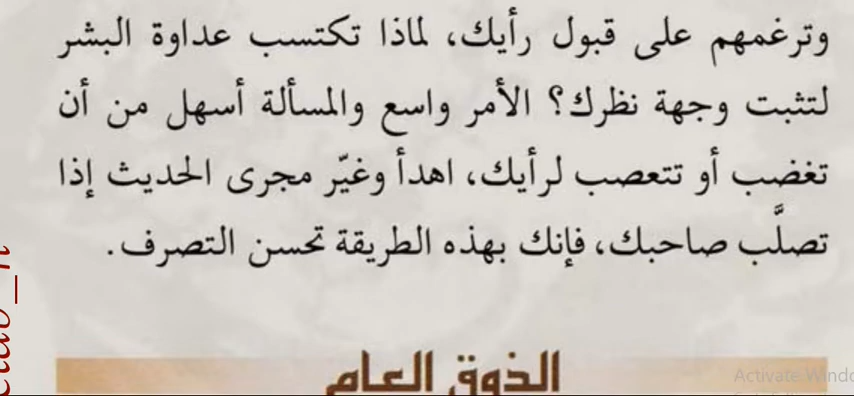 وترغمهم على قبول رأيك، لماذا تكتسب عداوة البشر
لتثبت وجهة نظرك؟ الأمر واسع والمسألة أسهل من أن
تغضب أو تتعصب لرأيك، اهدأ وغيّر مجرى الحديث إذا
تصلَّب صاحبك، فإنك بهذه الطريقة تحسن التصرف.
الذوق العام
Activate